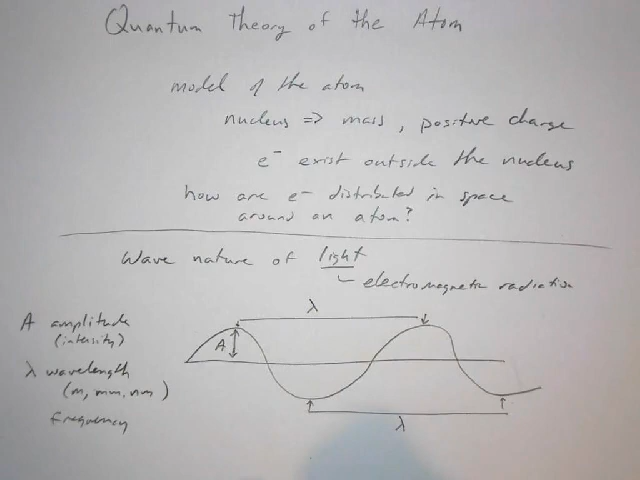 Quantum Theory of the Atom
model of the atom
nucleus => mass, positive charge
e⁻ exist outside the nucleus
how are e⁻ distributed in space
around an atom?
Wave nature of light
electromagnetic radiation
λ
A amplitude
(intensity)
A
λ wavelength
(m, mm, nm)
frequency
λ